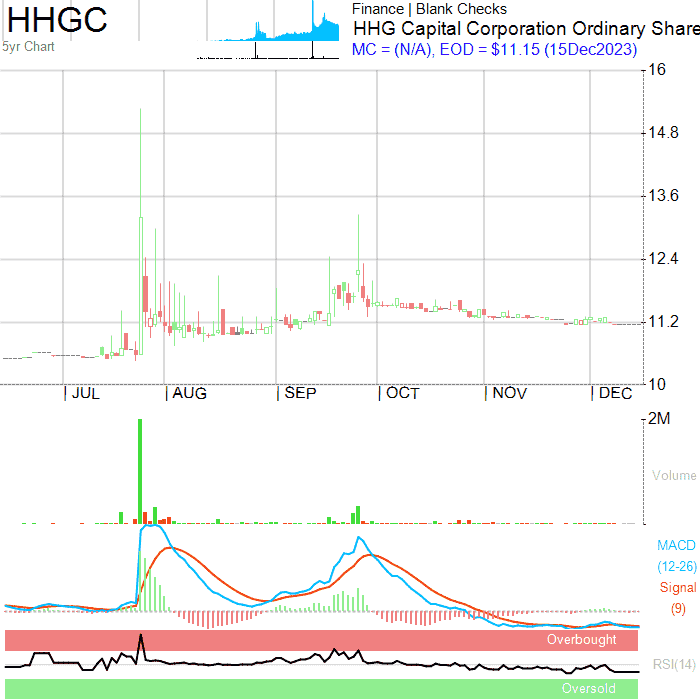 HHGC
5yr Chart
Finance | Blank Checks
HHG Capital Corporation Ordinary Share
MC = (N/A), EOD = $11.15 (15Dec2023)
16
14.8
13.6
12.4
11.2
10
| JUL
| AUG
| SEP
| OCT
| NOV
| DEC
2M
Volume
MACD
(12-26)
Signal
(9)
Overbought
RSI(14)
Oversold